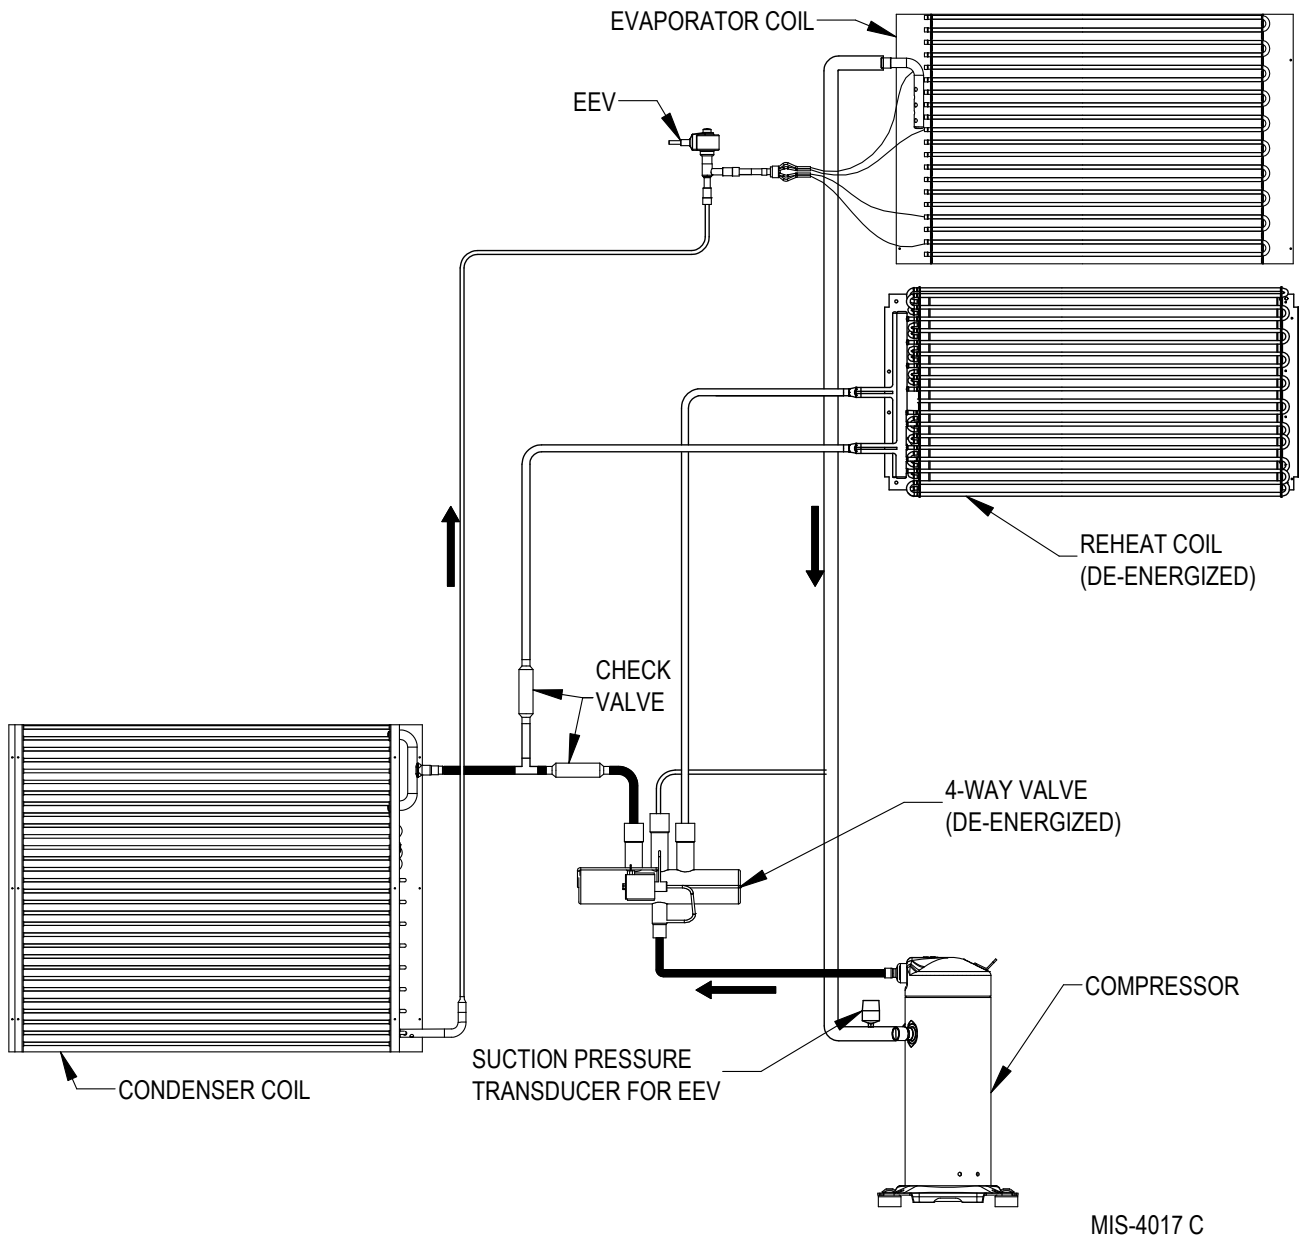 EVAPORATOR COIL
EEV
REHEAT COIL
(DE-ENERGIZED)
CHECK
VALVE
4-WAY VALVE
(DE-ENERGIZED)
COMPRESSOR
SUCTION PRESSURE
TRANSDUCER FOR EEV
CONDENSER COIL
MIS-4017 C